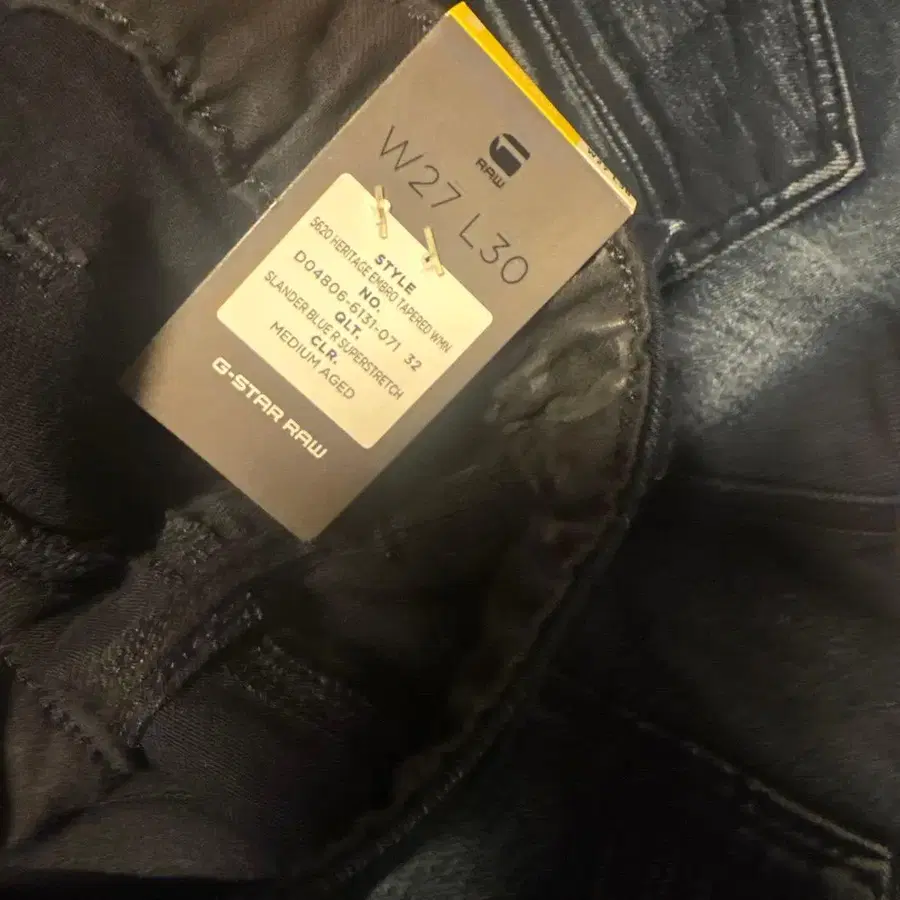 RAW
W27 L30
STYLE
5620 HERITAGE EMBRO TAPERED WMN
NO.
D04806-6131-071 32
QLT.
SLANDER BLUE R SUPERSTRETCH
CLR.
MEDIUM AGED
G-STAR RAW